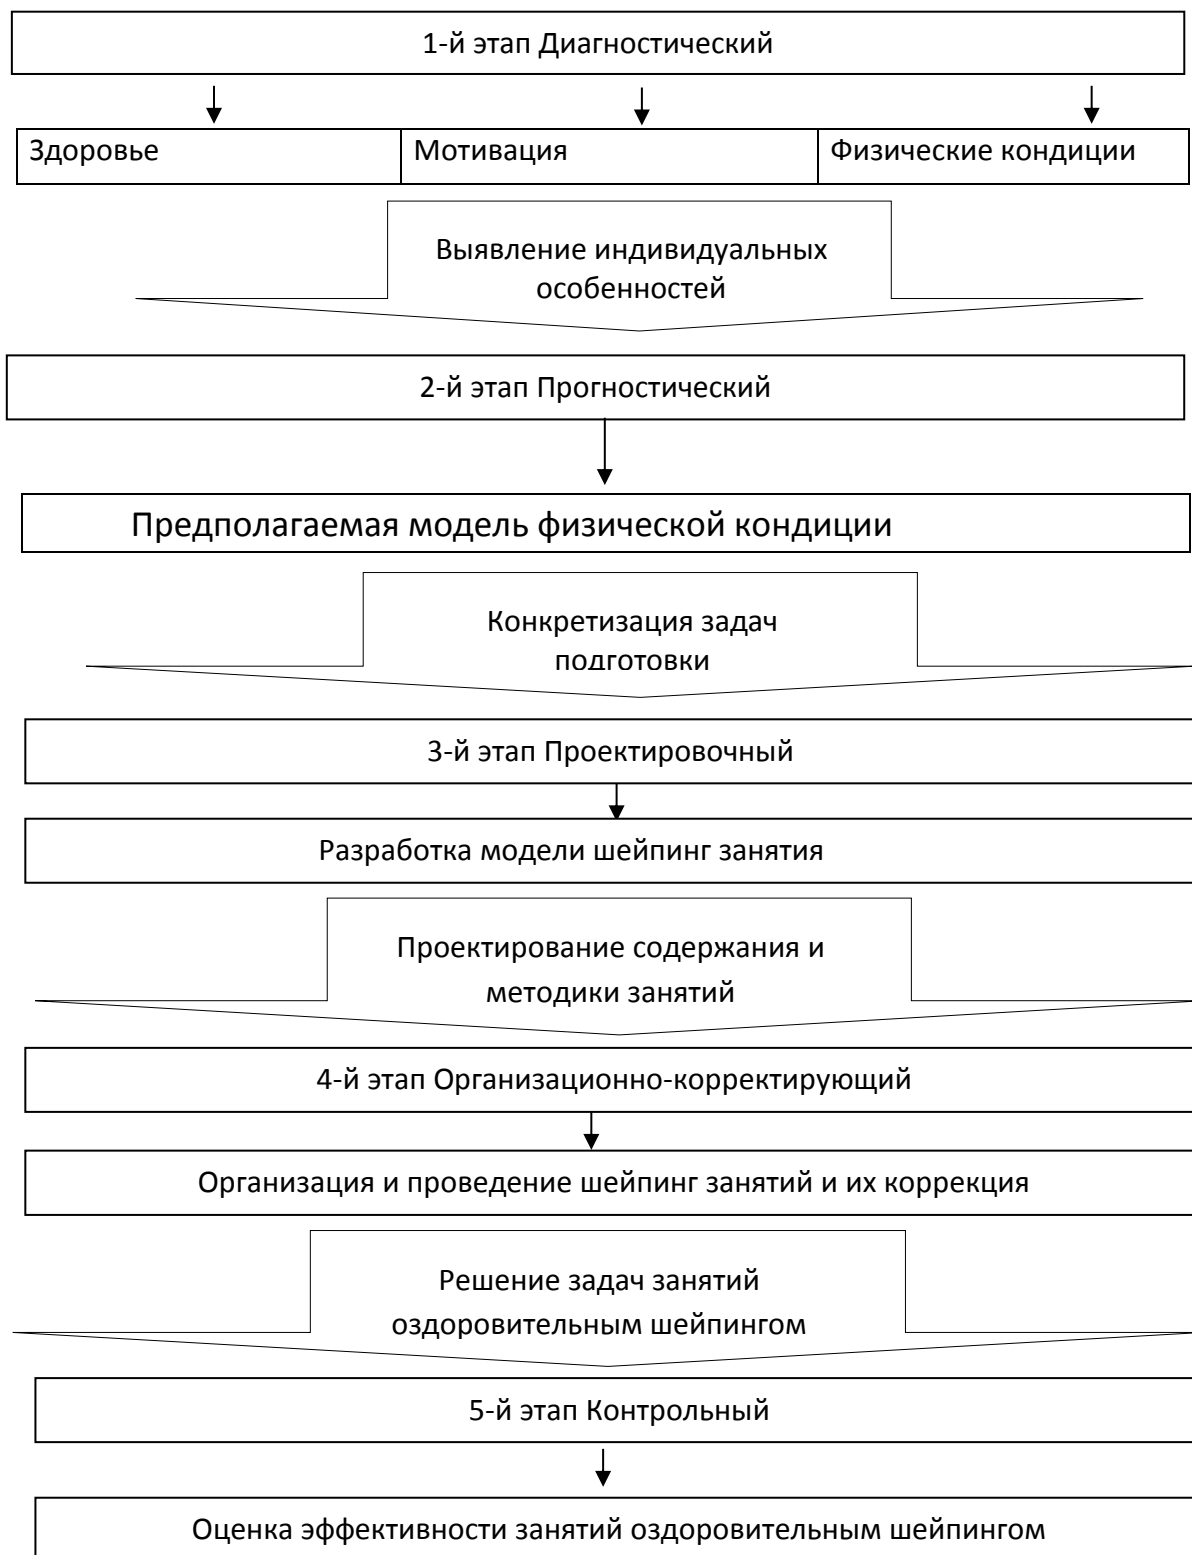 1-й этап Диагностический
Здоровье
Мотивация
Физические кондиции
Выявление индивидуальных
особенностей
2-й этап Прогностический
Предполагаемая модель физической кондиции
Конкретизация задач
подготовки
3-й этап Проектировочный
Разработка модели шейпинг занятия
Проектирование содержания и
методики занятий
4-й этап Организационно-корректирующий
Организация и проведение шейпинг занятий и их коррекция
Решение задач занятий
оздоровительным шейпингом
5-й этап Контрольный
Оценка эффективности занятий оздоровительным шейпингом